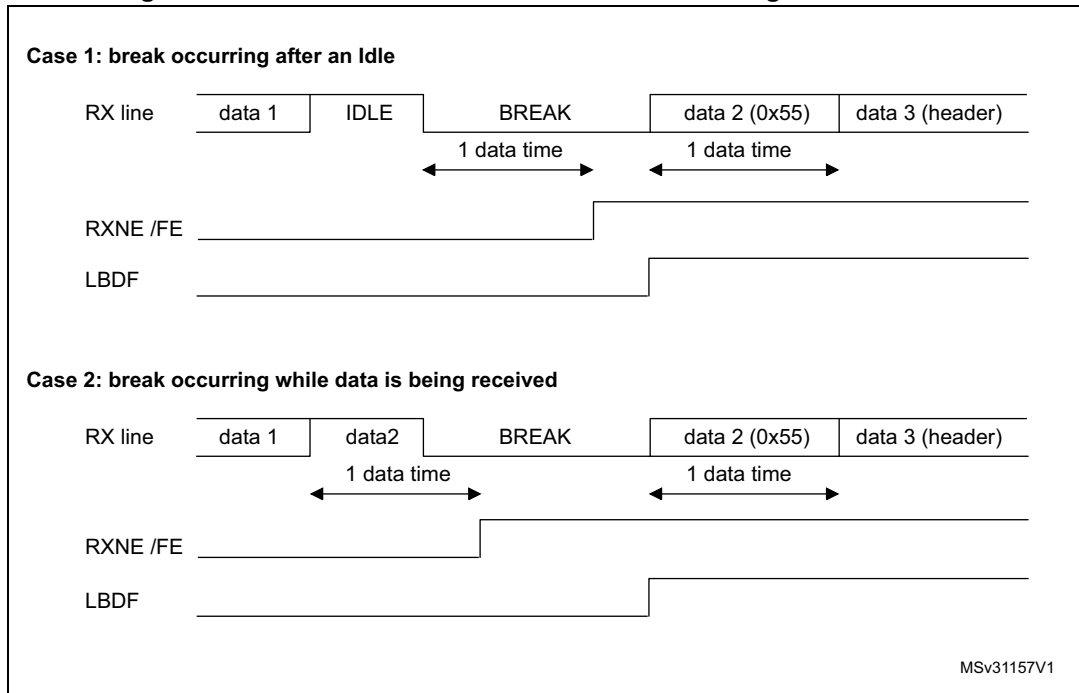 Case 1: break occurring after an Idle
RX line data 1 IDLE BREAK data 2 (0x55) data 3 (header)
1 data time 1 data time
RXNE /FE
LBDF
Case 2: break occurring while data is being received
RX line data 1 data2 BREAK data 2 (0x55) data 3 (header)
1 data time 1 data time
RXNE /FE
LBDF
MSv31157V1